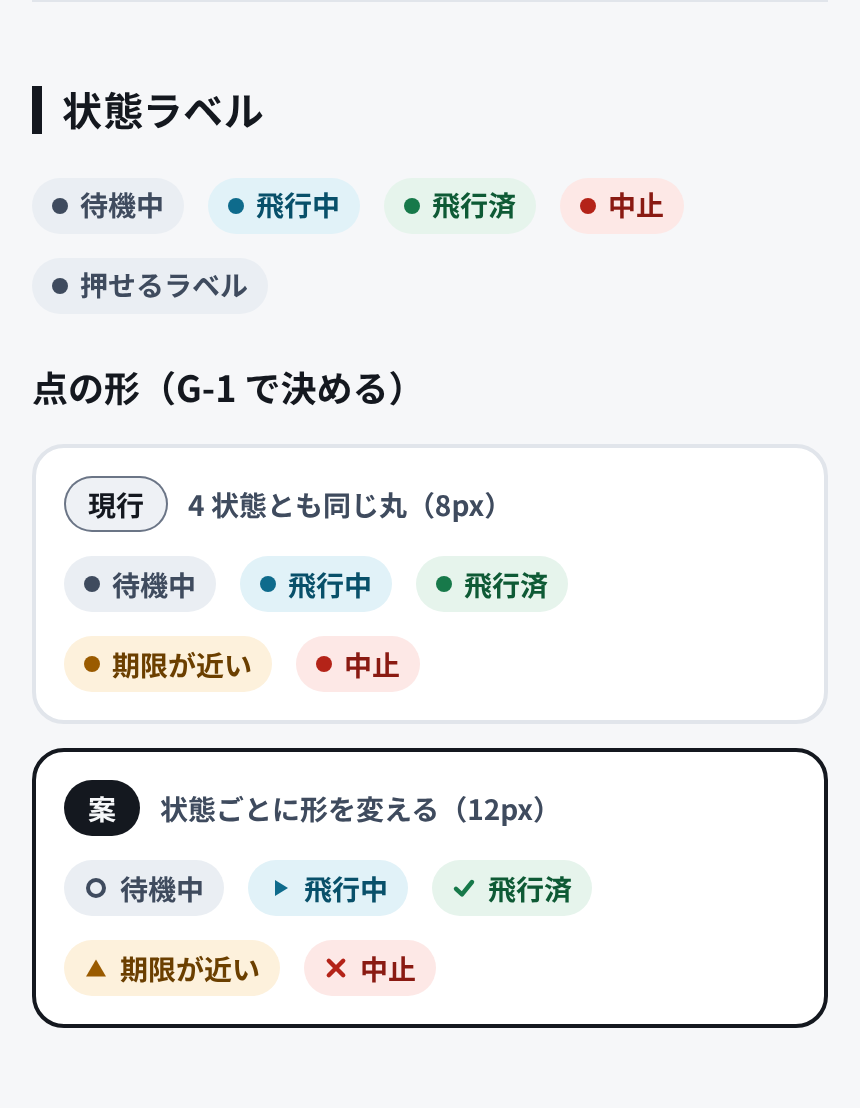 状態ラベル
待機中 飛行中 飛行済 中止
押せるラベル
点の形（G-1 で決める）
現行 4 状態とも同じ丸（8px）
待機中 飛行中 飛行済
期限が近い 中止
案 状態ごとに形を変える（12px）
待機中 飛行中 飛行済
期限が近い 中止